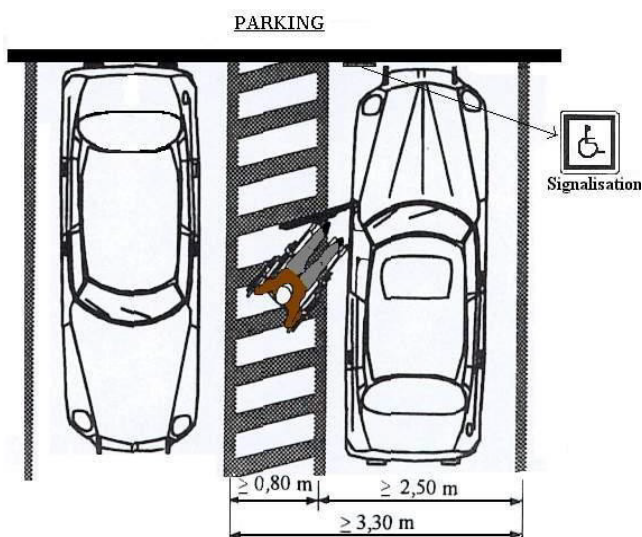 PARKING
Signalisation
≥ 0,80 m
≥ 2,50 m
≥ 3,30 m